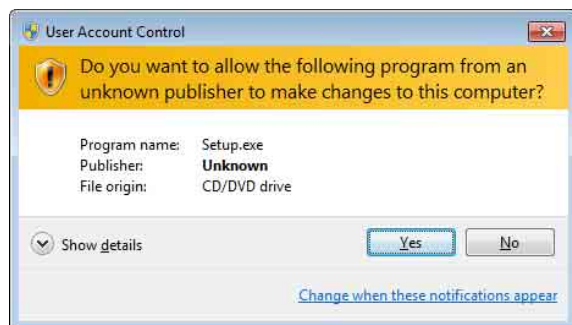 User Account Control
Do you want to allow the following program from an
unknown publisher to make changes to this computer?
Program name: Setup.exe
Publisher: Unknown
File origin: CD/DVD drive
Show details
Yes No
Change when these notifications appear